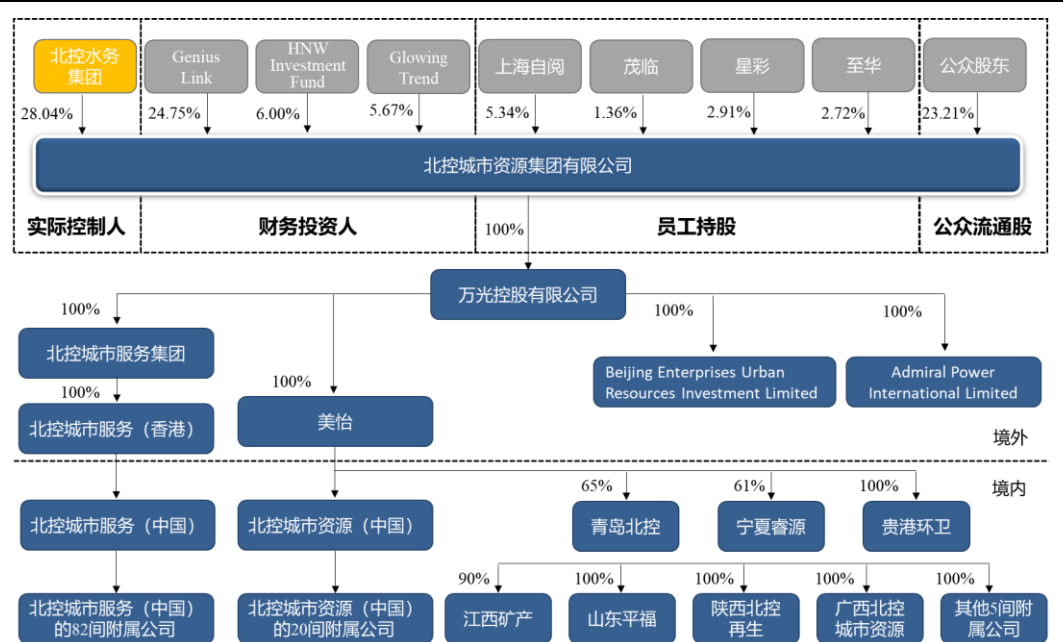 北控水务
集团
Genius
Link
HNW
Investment
Fund
Glowing
Trend
上海自阅
茂临
星彩
至华
公众股东
28.04%
24.75%
6.00%
5.67%
5.34%
1.36%
2.91%
2.72%
23.21%
北控城市资源集团有限公司
实际控制人
财务投资人
员工持股
公众流通股
100%
万光控股有限公司
100%
100%
100%
100%
北控城市服务集团
Beijing Enterprises Urban
Resources Investment Limited
Admiral Power
International Limited
100%
北控城市服务（香港）
美怡
境外
境内
65%
61%
100%
北控城市服务（中国）
北控城市资源（中国）
青岛北控
宁夏睿源
贵港环卫
90%
100%
100%
100%
100%
北控城市服务（中国）
的82间附属公司
北控城市资源（中国）
的20间附属公司
江西矿产
山东平福
陕西北控
再生
广西北控
城市资源
其他5间附
属公司